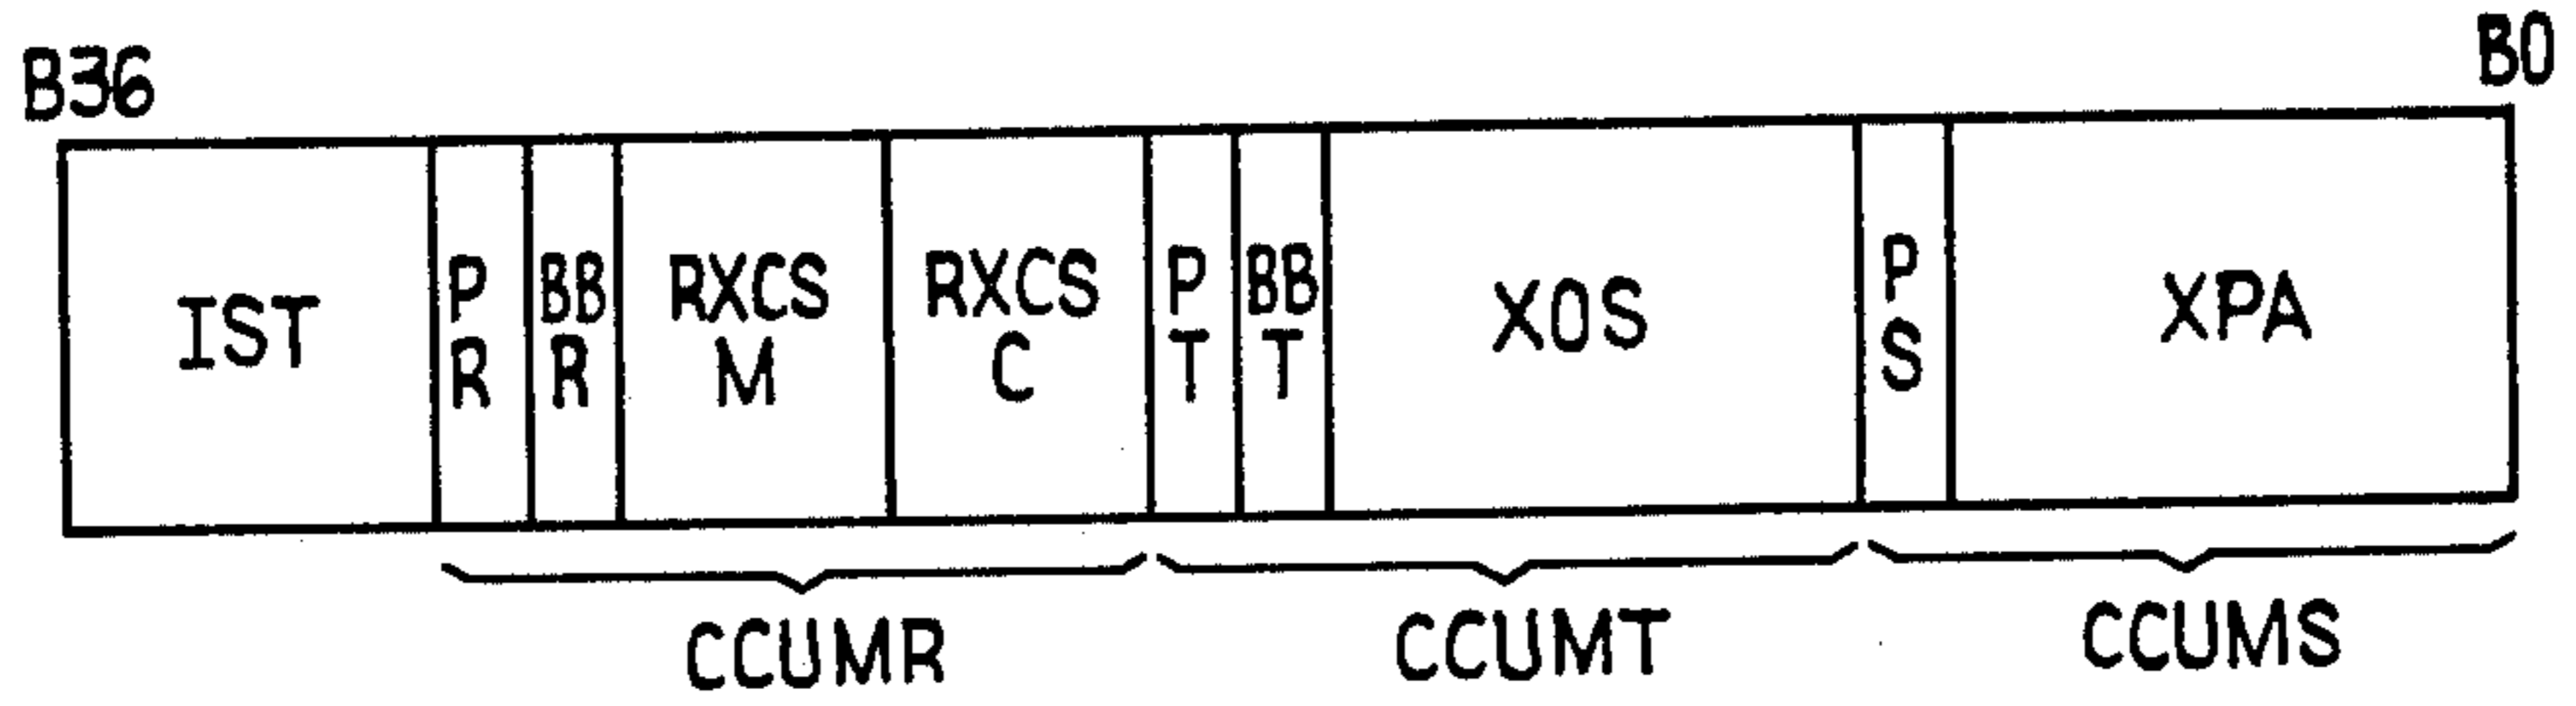 B36 B0
IST
P
R
BB
R
RXCS
M
RXCS
C
P
T
BB
T
XOS
P
S
XPA
CCUMR CCUMT CCUMS